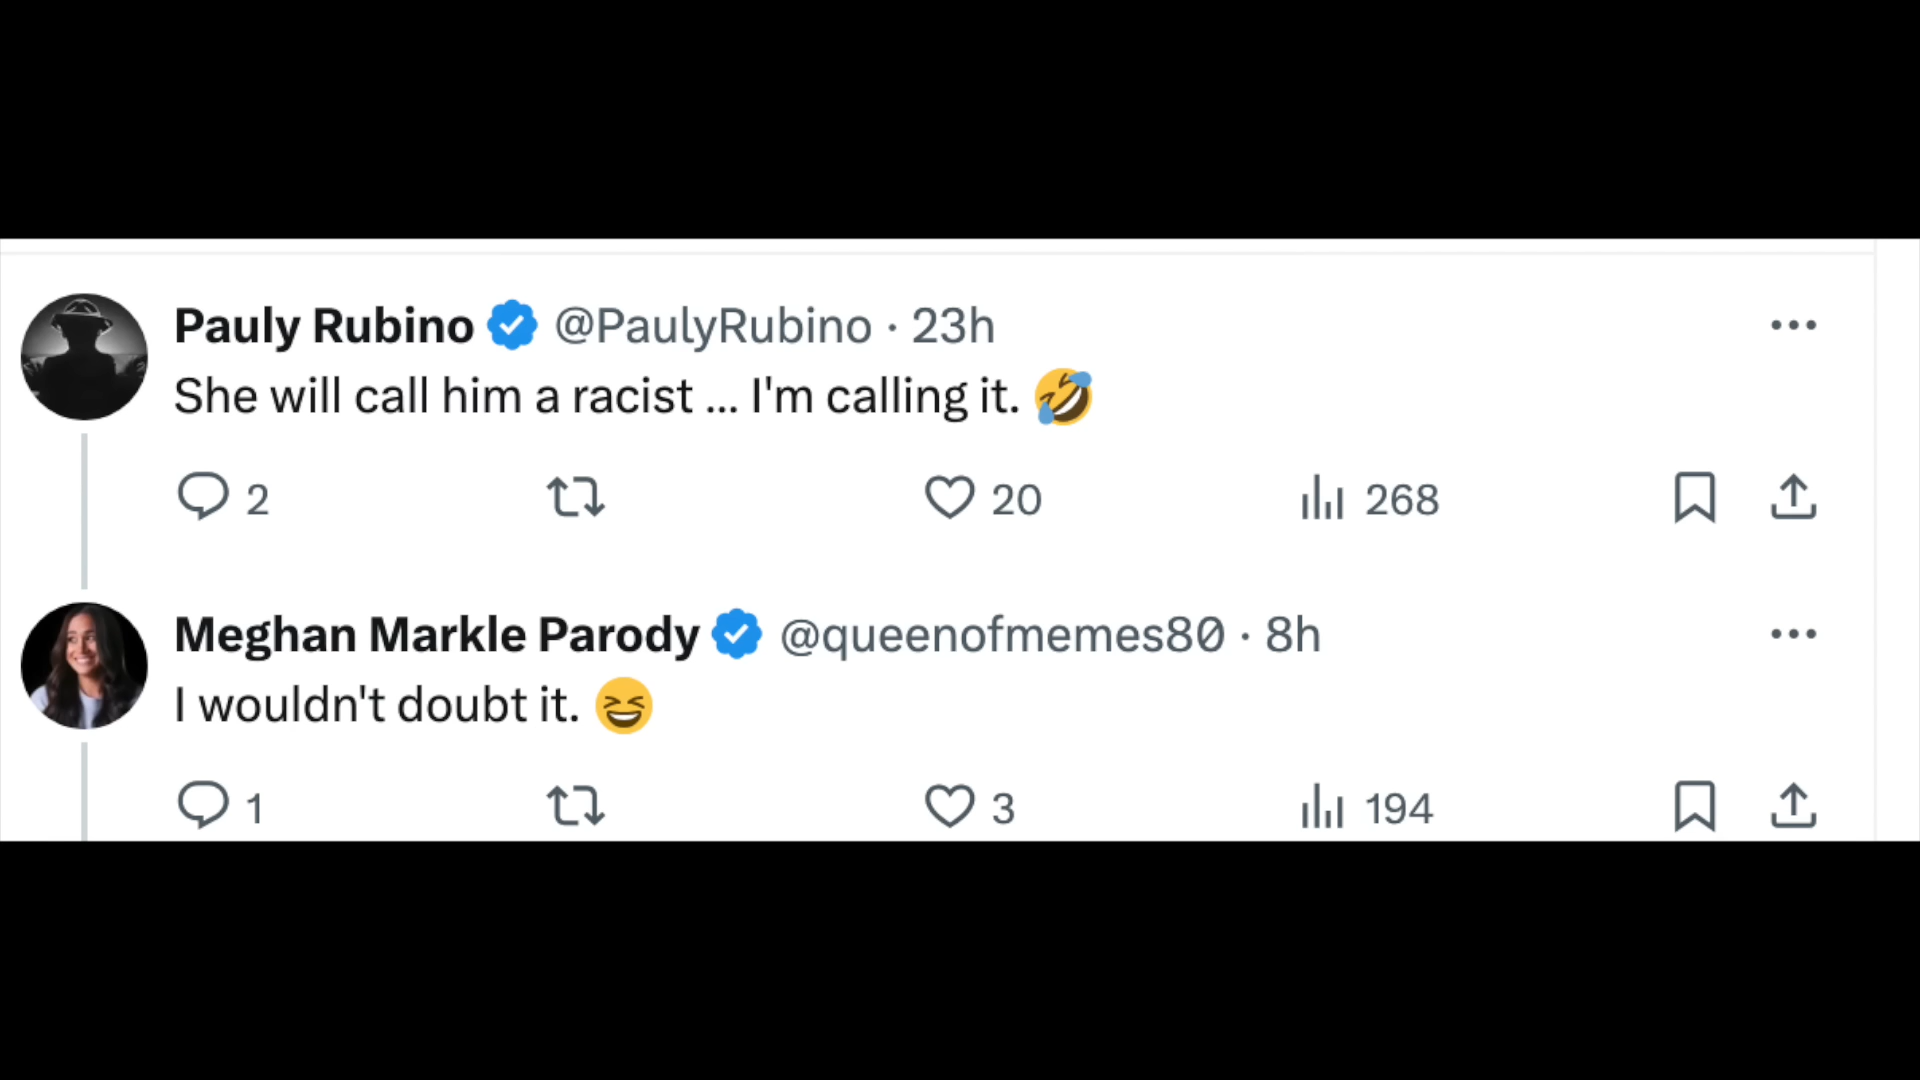 Pauly Rubino @PaulyRubino · 23h
She will call him a racist ... I'm calling it. 🤣
2 20 268
Meghan Markle Parody @queenofmemes80 · 8h
I wouldn't doubt it. 😆
1 3 194